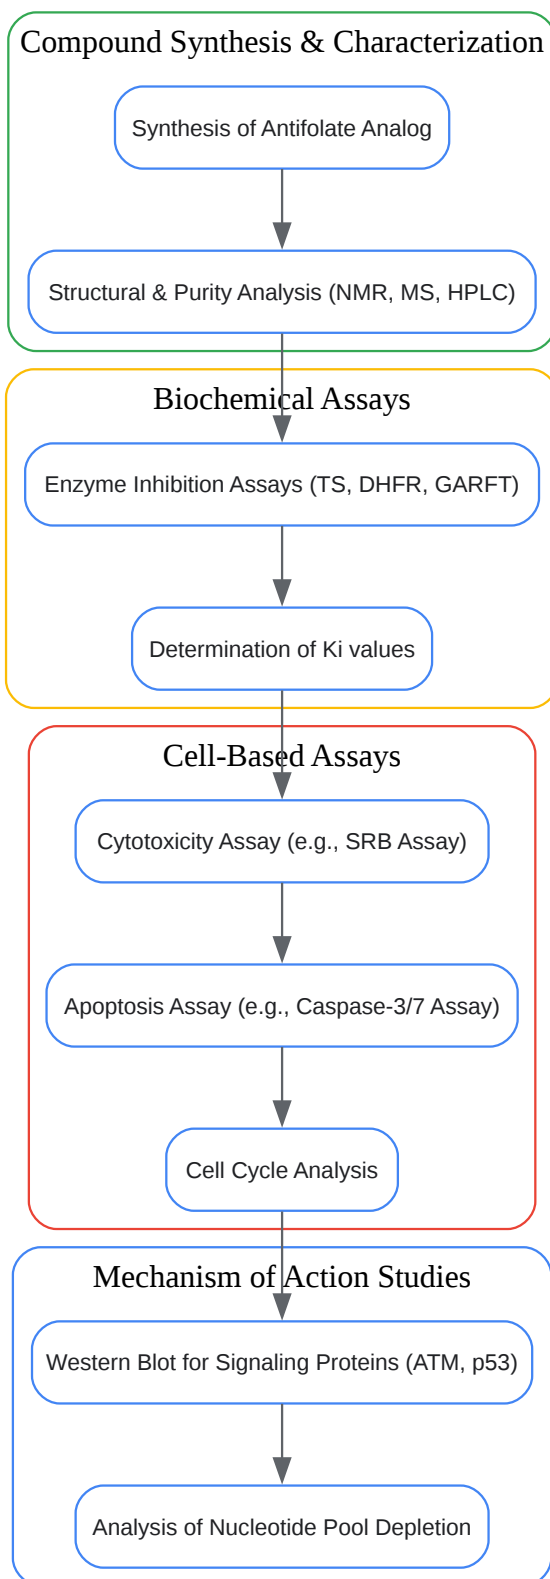 Compound Synthesis & Characterization
Synthesis of Antifolate Analog
Structural & Purity Analysis (NMR, MS, HPLC)
Biochemical Assays
Enzyme Inhibition Assays (TS, DHFR, GARFT)
Determination of Ki values
Cell-Based Assays
Cytotoxicity Assay (e.g., SRB Assay)
Apoptosis Assay (e.g., Caspase-3/7 Assay)
Cell Cycle Analysis
Mechanism of Action Studies
Western Blot for Signaling Proteins (ATM, p53)
Analysis of Nucleotide Pool Depletion